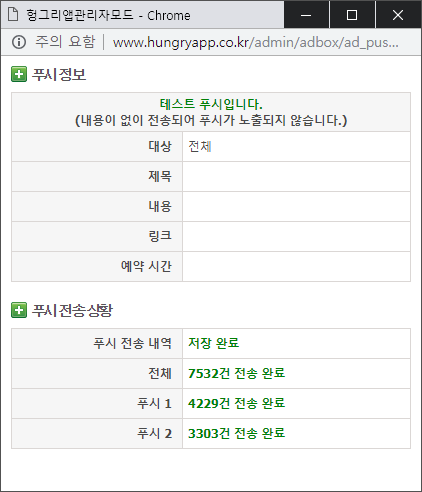 헝그리앱관리자모드 - Chrome
주의 요함 | www.hungryapp.co.kr/admin/adbox/ad_pus...
푸시정보
테스트 푸시입니다.
(내용이 없이 전송되어 푸시가 노출되지 않습니다.)
대상 전체
제목
내용
링크
예약 시간
푸시전송상황
푸시 전송 내역 저장 완료
전체 7532건 전송 완료
푸시 1 4229건 전송 완료
푸시 2 3303건 전송 완료